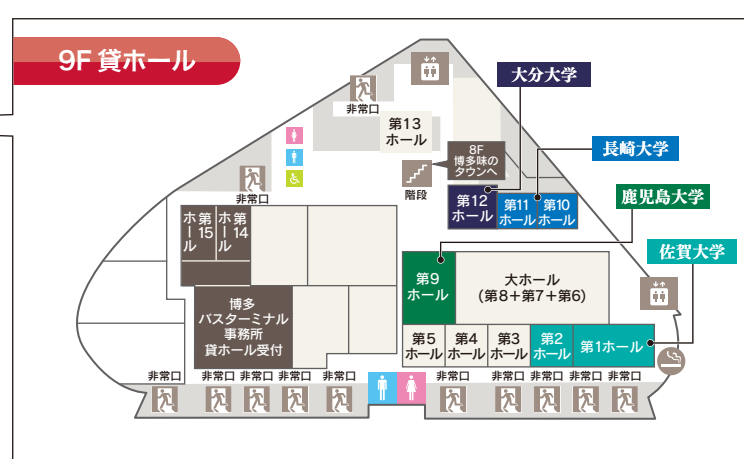 9F 貸ホール
大分大学
非常口
第13
ホール
8F
博多味の
タウンへ
長崎大学
階段
非常口
第12
ホール
第11
ホール
第10
ホール
鹿児島大学
第15
ホール
第14
ホール
佐賀大学
第9
ホール
大ホール
(第8+第7+第6)
博多
バスターミナル
事務所
貸ホール受付
第5
ホール
第4
ホール
第3
ホール
第2
ホール
第1ホール
非常口
非常口
非常口
非常口
非常口
非常口
非常口
非常口
非常口
非常口